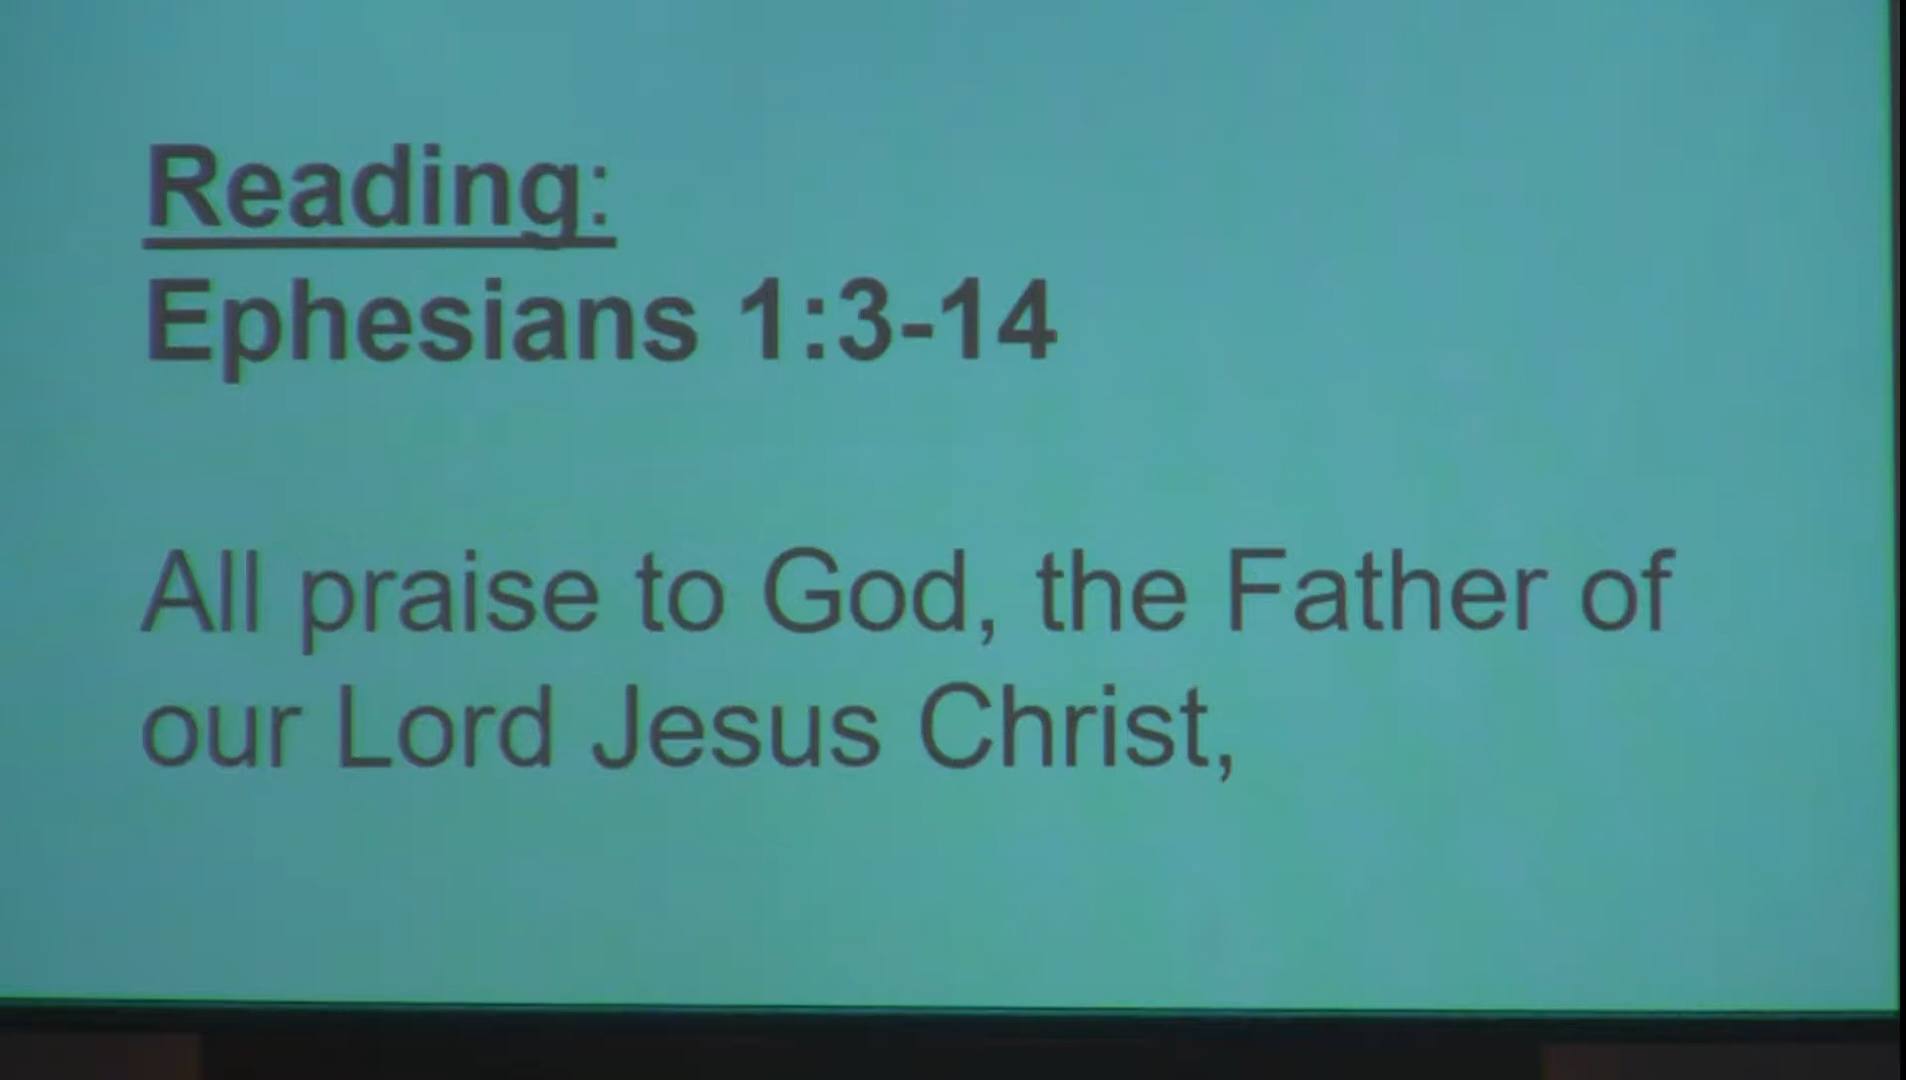 Reading:
Ephesians 1:3-14
All praise to God, the Father of
our Lord Jesus Christ,